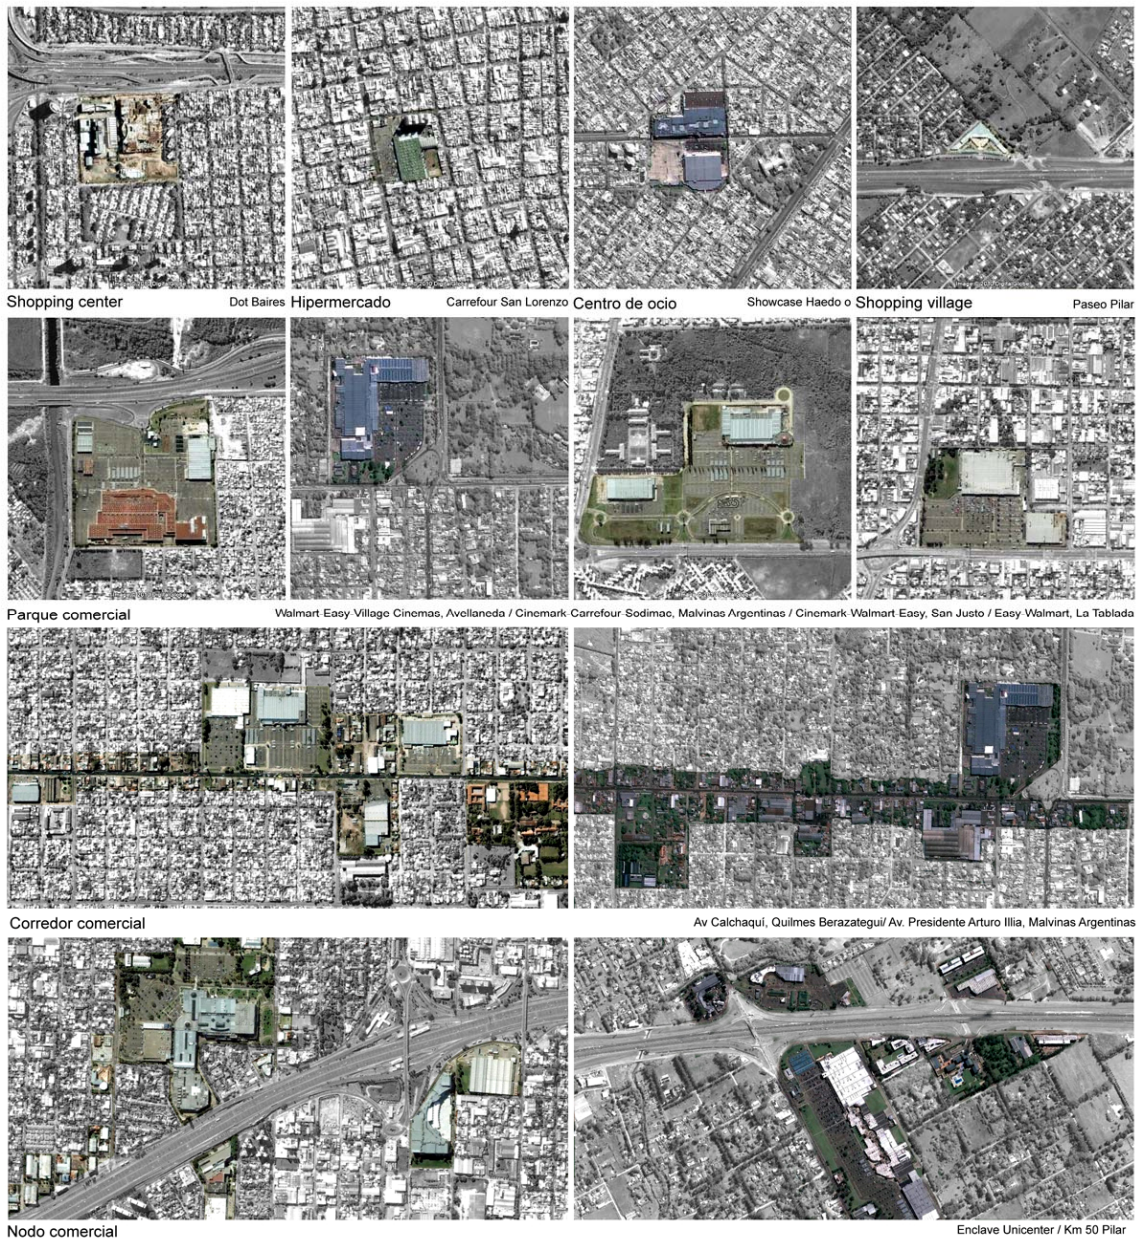 Shopping center Dot Baires Hipermercado Carrefour San Lorenzo Centro de ocio Showcase Haedo o Shopping village Paseo Pilar
Parque comercial Walmart-Easy-Village Cinemas, Avellaneda / Cinemark-Carrefour-Sodimac, Malvinas Argentinas / Cinemark-Walmart-Easy, San Justo / Easy-Walmart, La Tablada
Corredor comercial Av Calchaquí, Quilmes Berazategui/ Av. Presidente Arturo Illia, Malvinas Argentinas
Nodo comercial Enclave Unicenter / Km 50 Pilar